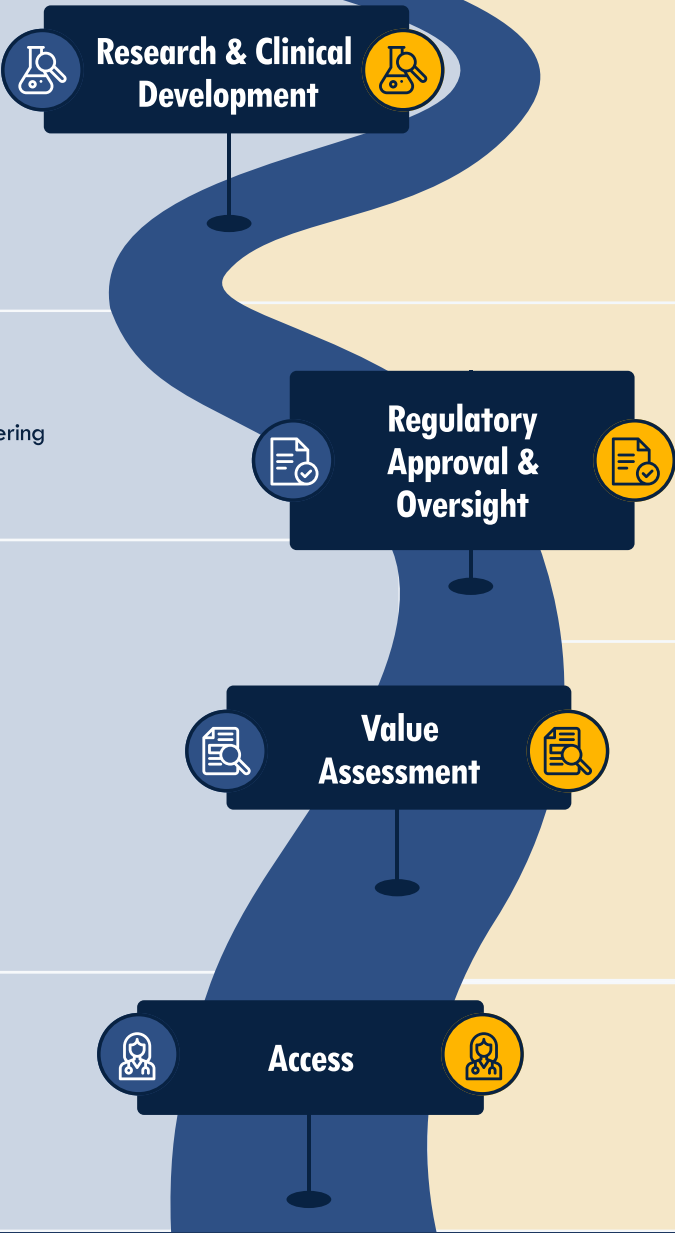 Research & Clinical
Development
ering
Regulatory
Approval &
Oversight
Value
Assessment
Access